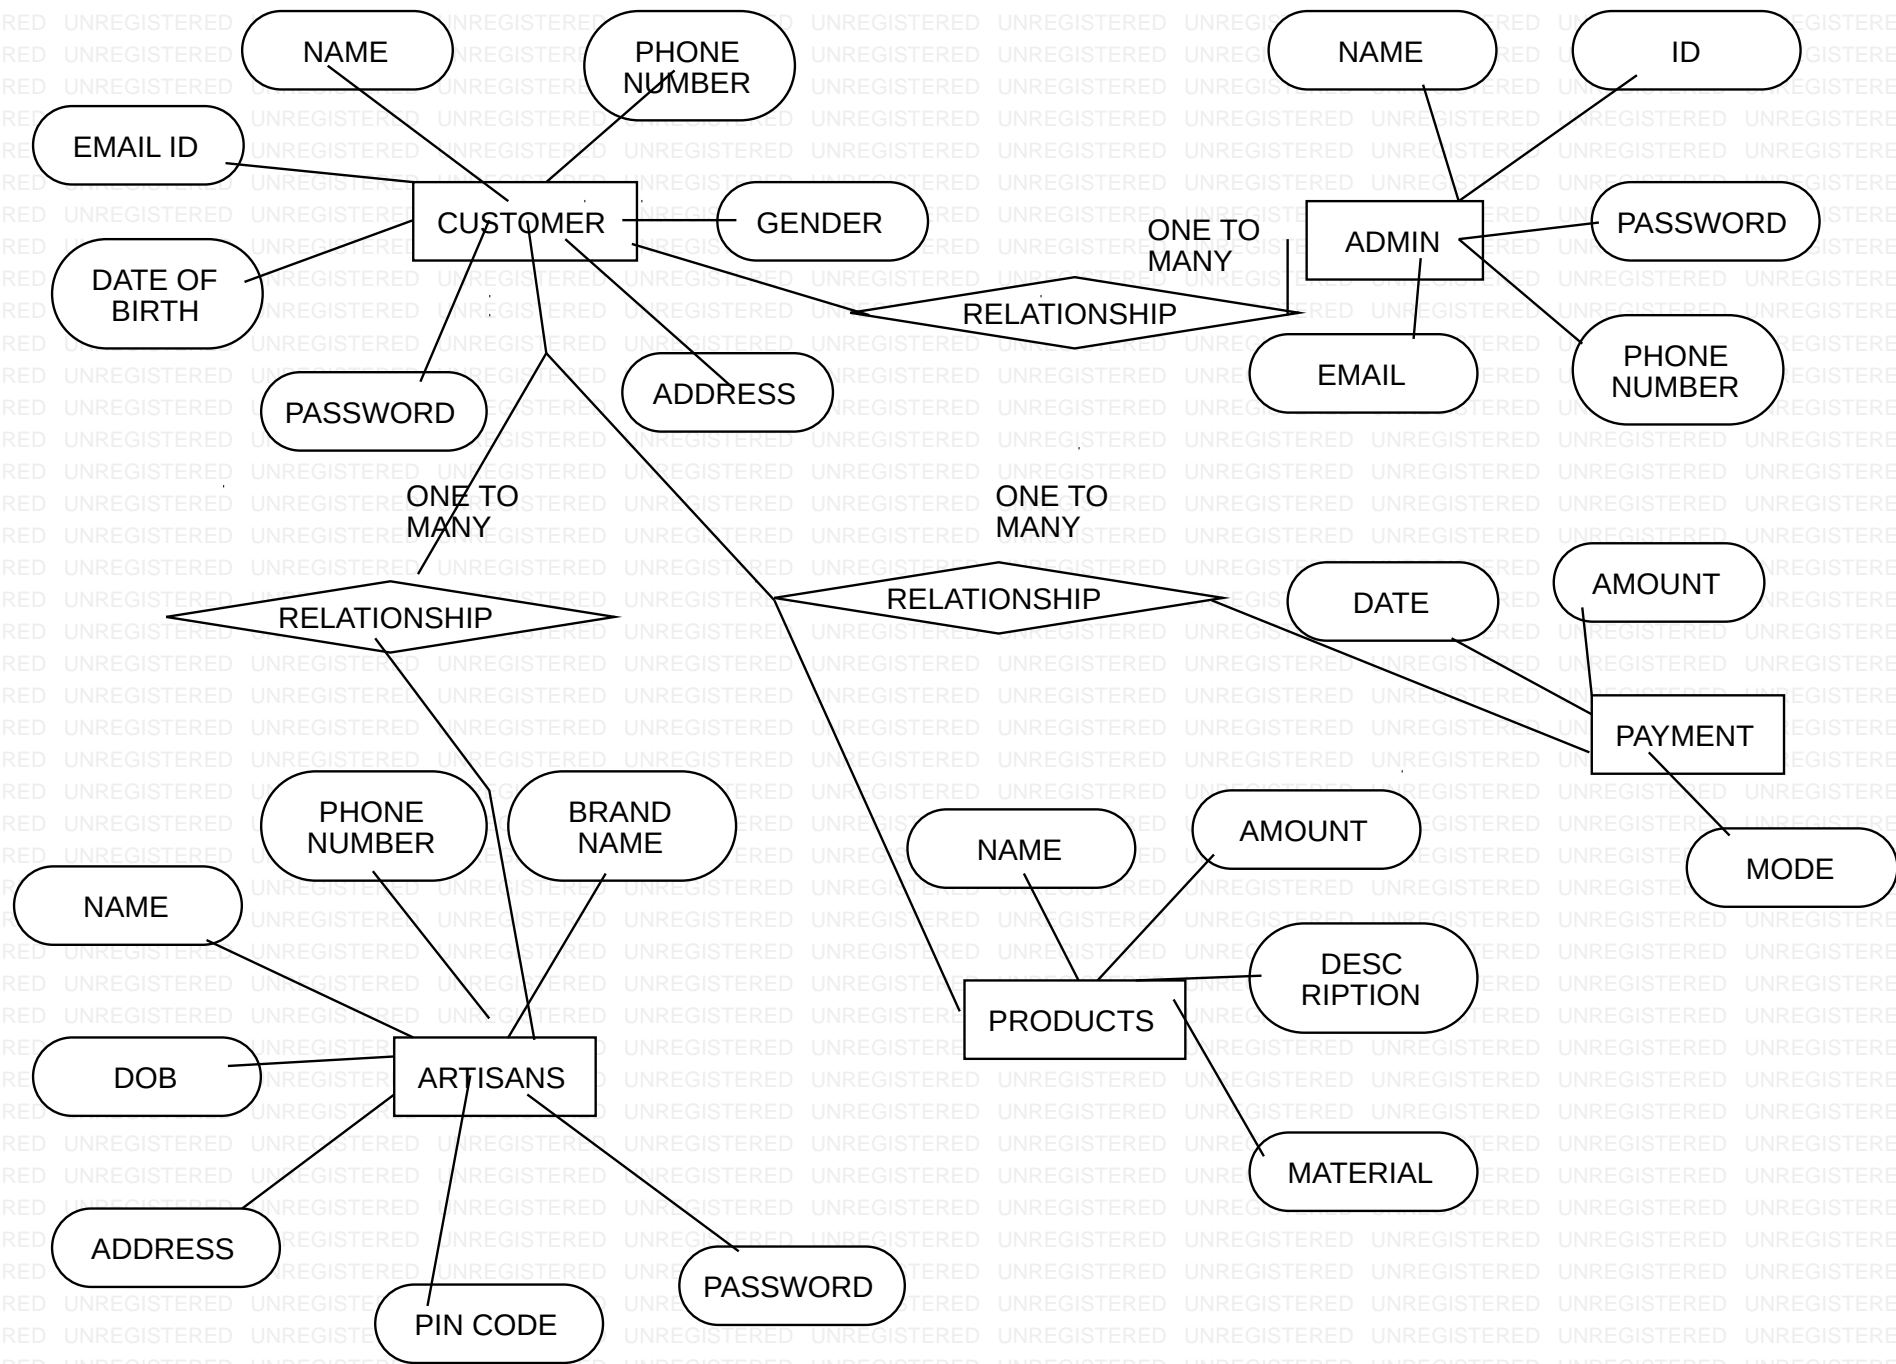 NAME
PHONE
NUMBER
NAME
ID
EMAIL ID
CUSTOMER
GENDER
ONE TO
MANY
ADMIN
PASSWORD
DATE OF
BIRTH
RELATIONSHIP
PHONE
NUMBER
EMAIL
PASSWORD
ADDRESS
ONE TO
MANY
ONE TO
MANY
RELATIONSHIP
RELATIONSHIP
DATE
AMOUNT
PAYMENT
PHONE
NUMBER
BRAND
NAME
NAME
AMOUNT
MODE
NAME
DESC
RIPTION
PRODUCTS
DOB
ARTISANS
MATERIAL
ADDRESS
PASSWORD
PIN CODE
UNREGISTERED